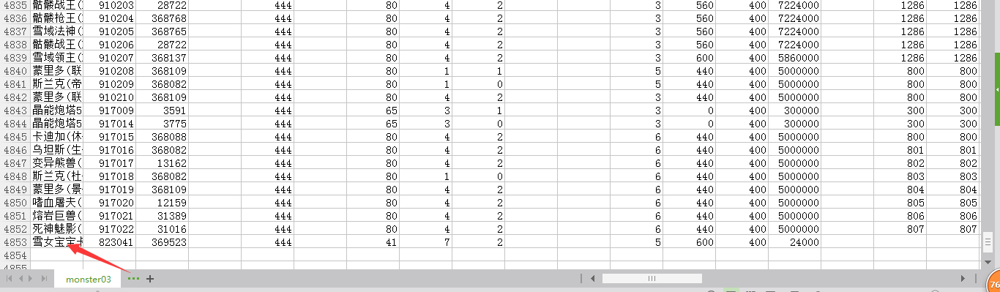 4835 骷髅战王( 910203 28722 444 80 4 2 3 560 400 7224000 1286 1286
4836 骷髅枪王( 910204 368768 444 80 4 2 3 560 400 7224000 1286 1286
4837 雪域法神( 910205 368765 444 80 4 2 3 560 400 7224000 1286 1286
4838 骷髅战王( 910206 28722 444 80 4 2 3 560 400 7224000 1286 1286
4839 雪域领主( 910207 368137 444 80 4 2 3 600 400 5860000 1286 1286
4840 蒙里多(联 910208 368109 444 80 1 1 5 440 400 5000000 800 800
4841 斯兰克(帝 910209 368082 444 80 1 0 5 440 400 5000000 800 800
4842 蒙里多(联 910210 368109 444 80 4 2 3 440 400 5000000 800 800
4843 晶能炮塔5 917009 3591 444 65 3 1 3 0 400 300000 300 300
4844 晶能炮塔5 917014 3775 444 65 3 0 3 0 400 300000 300 300
4845 卡迪加(休 917015 368088 444 80 4 2 6 440 400 5000000 800 800
4846 乌坦斯(生 917016 368082 444 80 4 2 6 440 400 5000000 801 801
4847 变异熊兽( 917017 13162 444 80 4 2 6 440 400 5000000 802 802
4848 斯兰克(杜 917018 368082 444 80 1 0 6 440 400 5000000 803 803
4849 蒙里多(景 917019 368109 444 80 4 2 6 440 400 5000000 804 804
4850 嗜血屠夫( 917020 12159 444 80 4 2 6 440 400 5000000 805 805
4851 熔岩巨兽( 917021 31389 444 80 4 2 6 440 400 5000000 806 806
4852 死神魅影( 917022 31016 444 80 4 2 6 440 400 5000000 807 807
4853 雪女宝宝卡 823041 369523 444 41 7 2 5 600 400 24000
4854
4855
monster03 ··· +
76